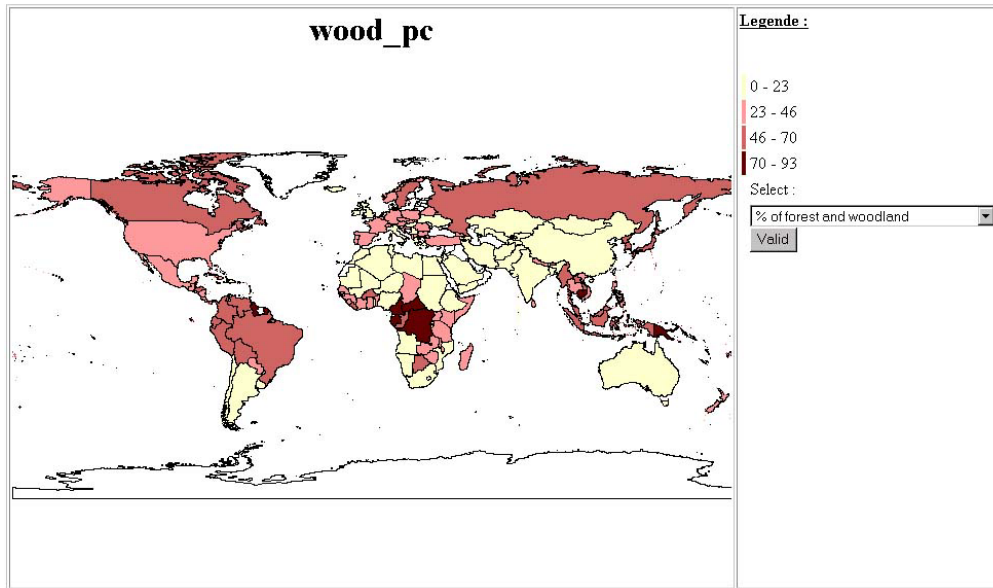 wood_pc
Legende :
0 - 23
23 - 46
46 - 70
70 - 93
Select :
% of forest and woodland
Valid